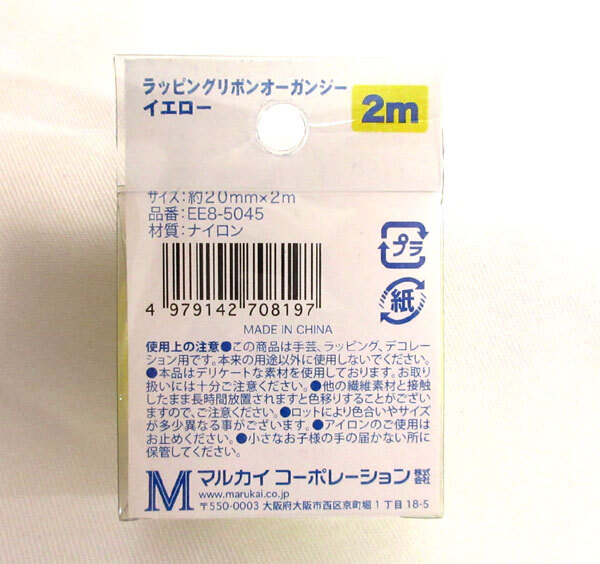 ラッピングリボンオーガンジー
イエロー
2m
サイズ:約20mm×2m
品番:EE8-5045
材質:ナイロン
プラ
紙
4 979142 708197
MADE IN CHINA
使用上の注意●この商品は手芸、ラッピング、デコレー
ション用です。本来の用途以外に使用しないでください。
●本品はデリケートな素材を使用しております。お取り
扱いには十分ご注意ください。●他の繊維素材と接触
したまま長時間放置されますと色移りすることがござい
ますので、ご注意ください。●ロットにより色合いやサイズ
が多少異なる事がございます。●アイロンのご使用は
お止めください。●小さなお子様の手の届かない所に
保管してください。
M マルカイ コーポレーション株式会社
www.marukai.co.jp
〒550-0003 大阪府大阪市西区京町堀1丁目18-5